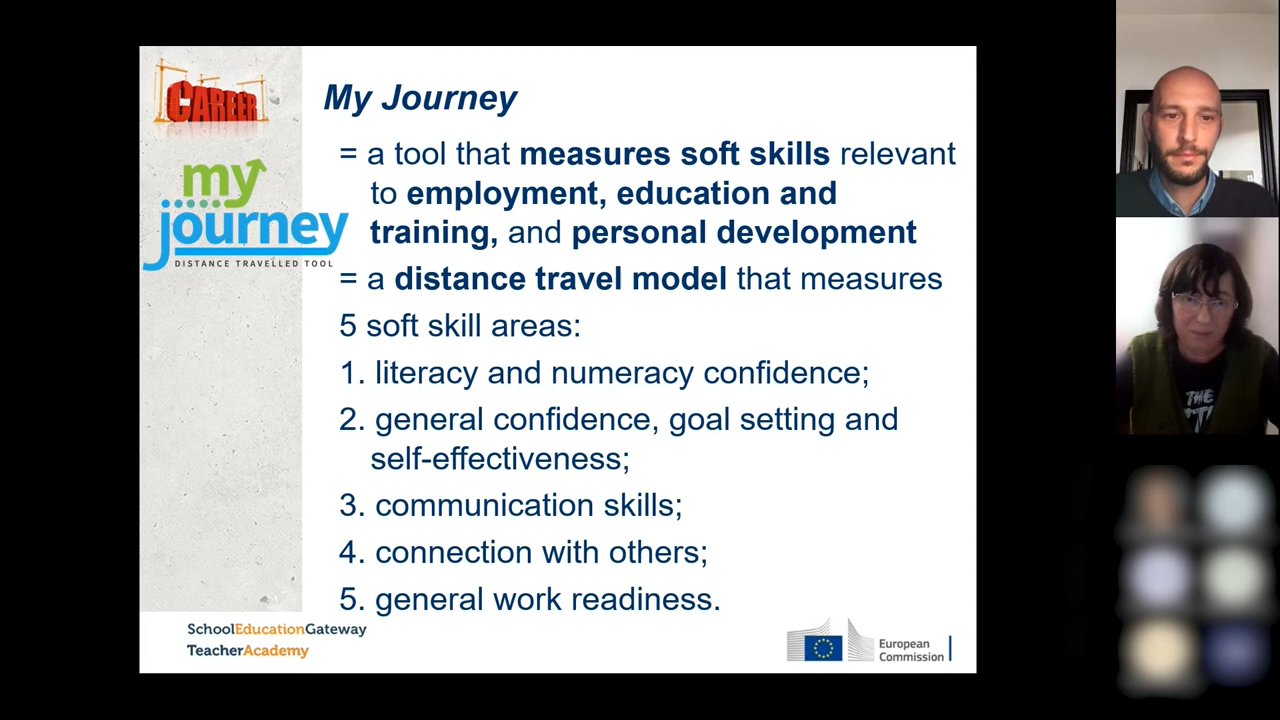 CAREER
my
journey
DISTANCE TRAVELLED TOOL
My Journey
= a tool that measures soft skills relevant
to employment, education and
training, and personal development
= a distance travel model that measures
5 soft skill areas:
1. literacy and numeracy confidence;
2. general confidence, goal setting and
self-effectiveness;
3. communication skills;
4. connection with others;
5. general work readiness.
SchoolEducationGateway
TeacherAcademy
European
Commission
THE